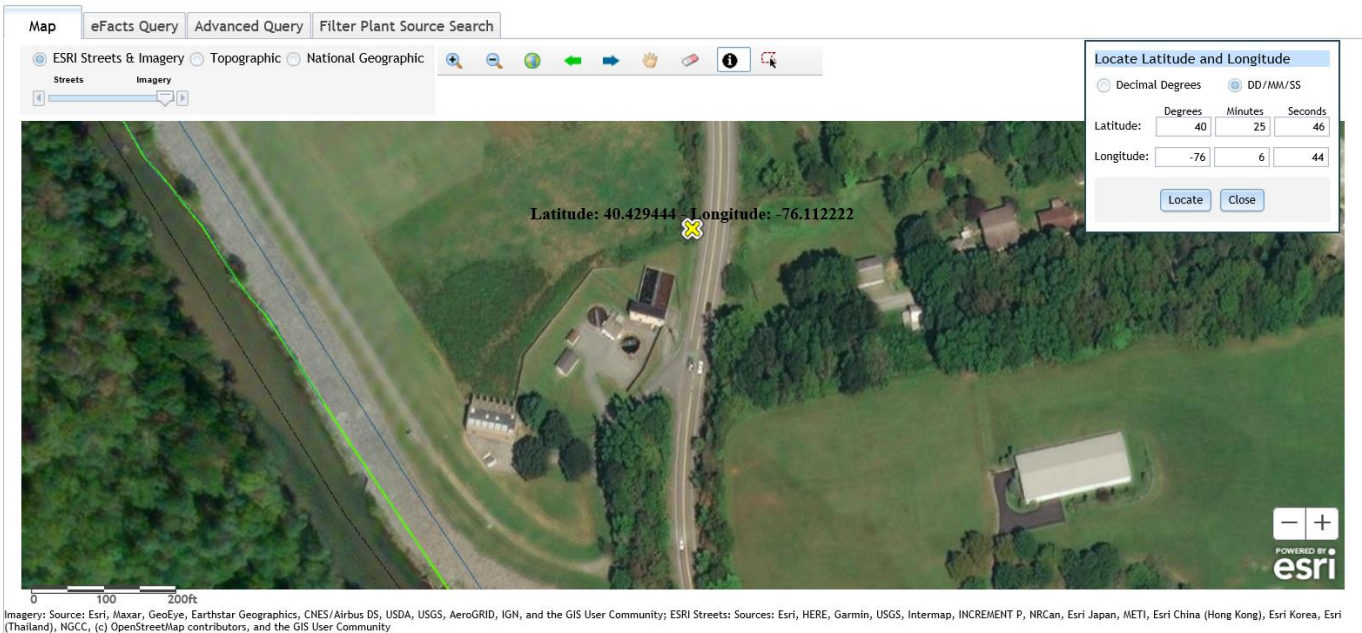 Map eFacts Query Advanced Query Filter Plant Source Search
ESRI Streets & Imagery Topographic National Geographic
Streets Imagery
Locate Latitude and Longitude
Decimal Degrees DD/MM/SS
Degrees Minutes Seconds
Latitude: 40 25 46
Longitude: -76 6 44
Locate Close
Latitude: 40.429444 - Longitude: -76.112222
POWERED BY
esri
0 100 200ft
Imagery: Source: Esri, Maxar, GeoEye, Earthstar Geographics, CNES/Airbus DS, USDA, USGS, AeroGRID, IGN, and the GIS User Community; ESRI Streets: Sources: Esri, HERE, Garmin, USGS, Intermap, INCREMENT P, NRCan, Esri Japan, METI, Esri China (Hong Kong), Esri Korea, Esri
(Thailand), NGCC, (c) OpenStreetMap contributors, and the GIS User Community